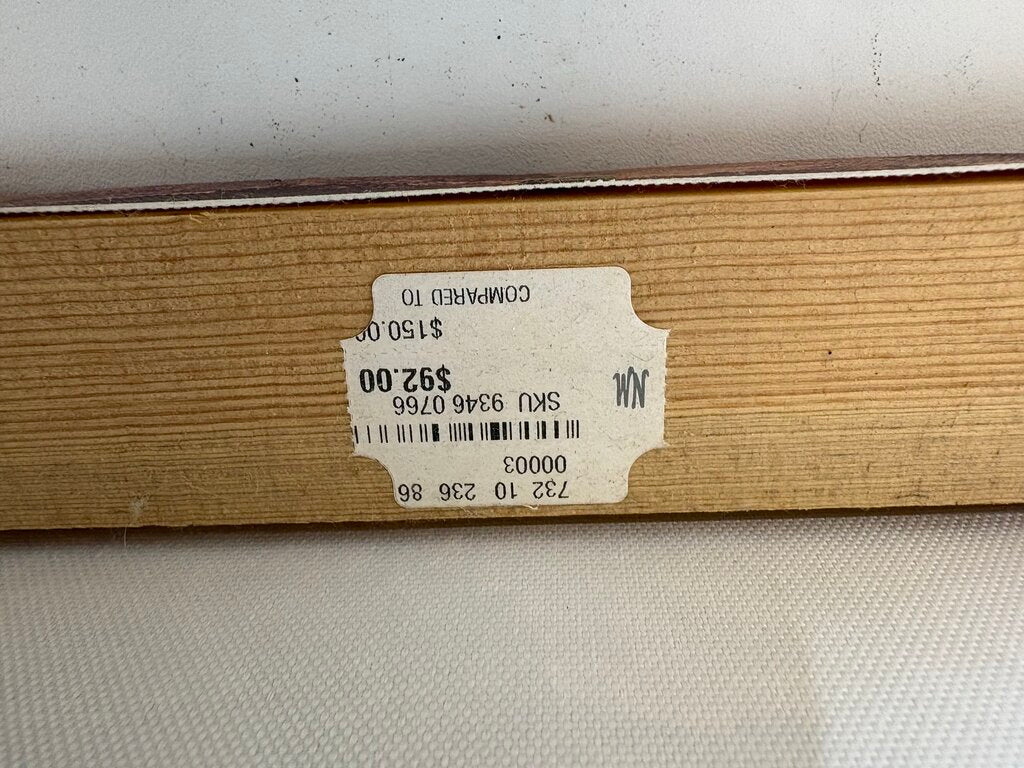 732 10 236 86
00003
SKU 9346 0766
NM
$92.00
$150.00
COMPARED TO